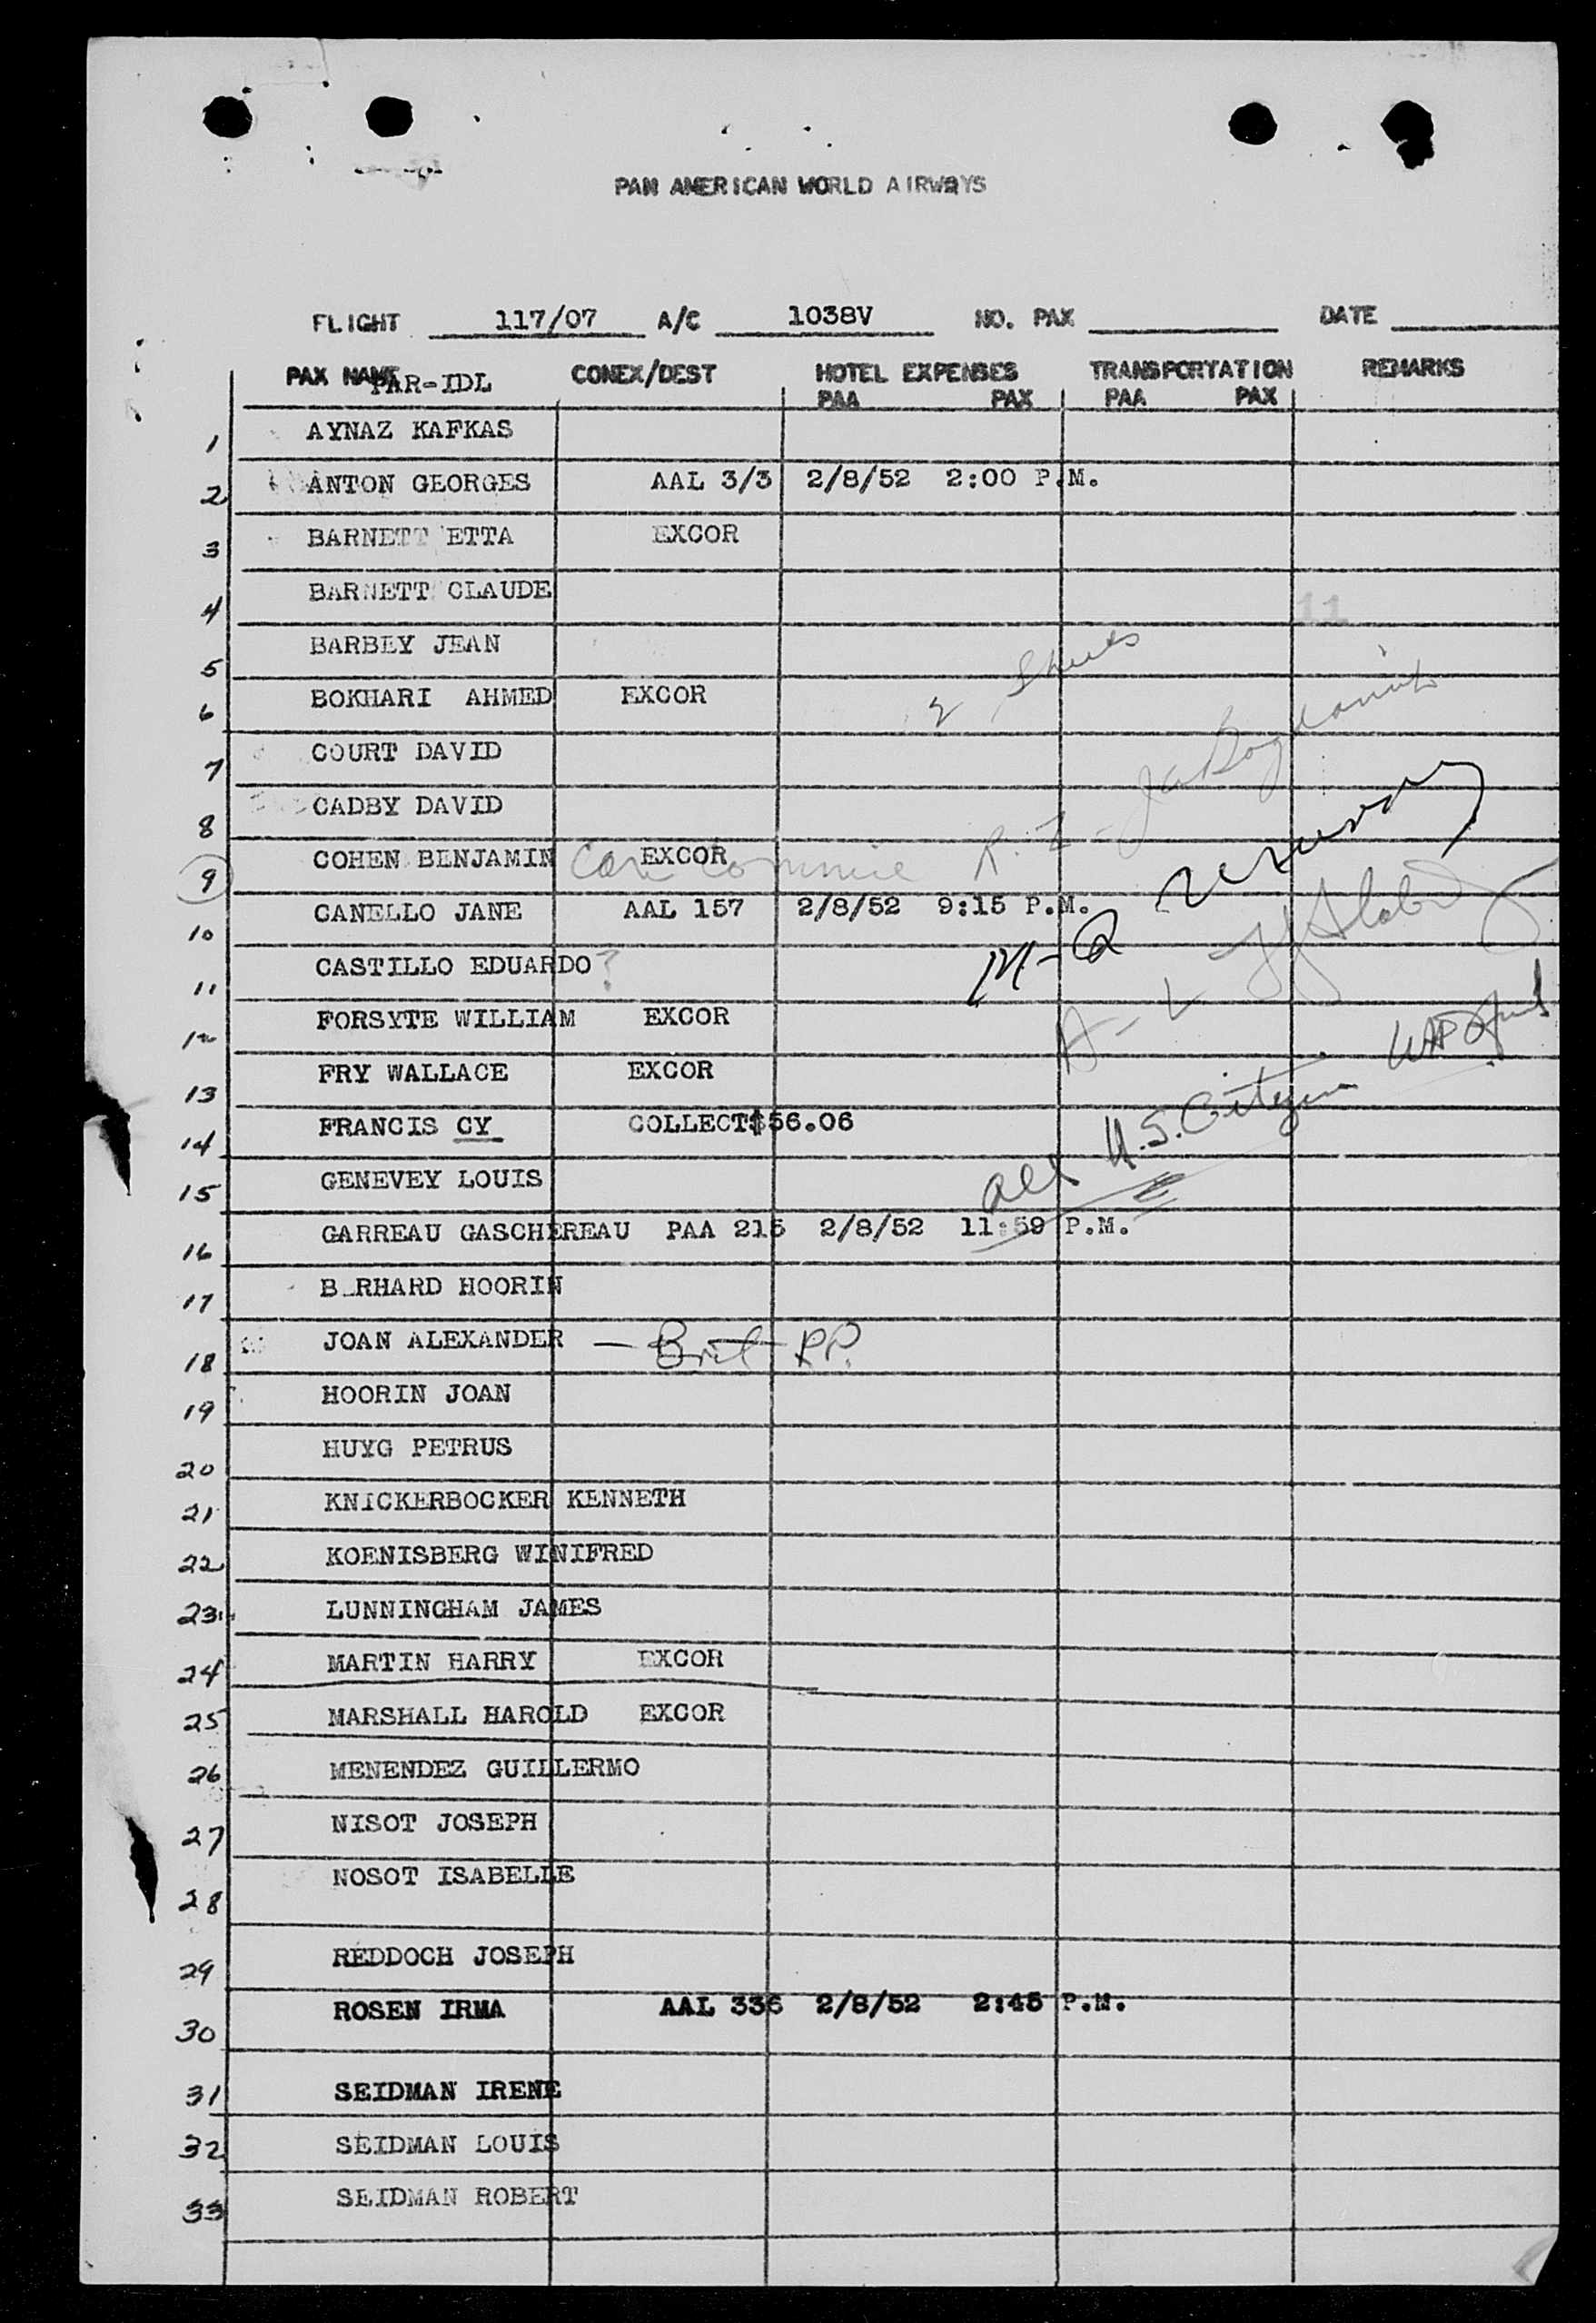 PAN AMERICAN WORLD AIRWAYS
FLIGHT 117/07 A/C 1038V NO. PAX DATE
PAX NAME PAR-IDL CONEX/DEST HOTEL EXPENSES TRANSPORTATION REMARKS
PAA PAX PAA PAX
1 AYNAZ KAFKAS
2 ANTON GEORGES AAL 3/3 2/8/52 2:00 P.M.
3 BARNETT ETTA EXCOR
4 BARNETT CLAUDE 11
5 BARBEY JEAN
2 Sheets
6 BOKHARI AHMED EXCOR
7 COURT DAVID
8 CADBY DAVID
9 COHEN BENJAMIN EXCOR
10 CANELLO JANE AAL 157 2/8/52 9:15 P.M.
M-Q
11 CASTILLO EDUARDO ?
12 FORSYTE WILLIAM EXCOR
A-L
13 FRY WALLACE EXCOR
14 FRANCIS CY COLLECT$56.06
all U.S. Citizens
15 GENEVEY LOUIS
16 GARREAU GASCHEREAU PAA 215 2/8/52 11:59 P.M.
17 B RHARD HOORIN
18 JOAN ALEXANDER — Brit PP.
19 HOORIN JOAN
20 HUYG PETRUS
21 KNICKERBOCKER KENNETH
22 KOENISBERG WINIFRED
23 LUNNINGHAM JAMES
24 MARTIN HARRY EXCOR
25 MARSHALL HAROLD EXCOR
26 MENENDEZ GUILLERMO
27 NISOT JOSEPH
28 NOSOT ISABELLE
29 REDDOCH JOSEPH
30 ROSEN IRMA AAL 336 2/8/52 2:45 P.M.
31 SEIDMAN IRENE
32 SEIDMAN LOUIS
33 SEIDMAN ROBERT